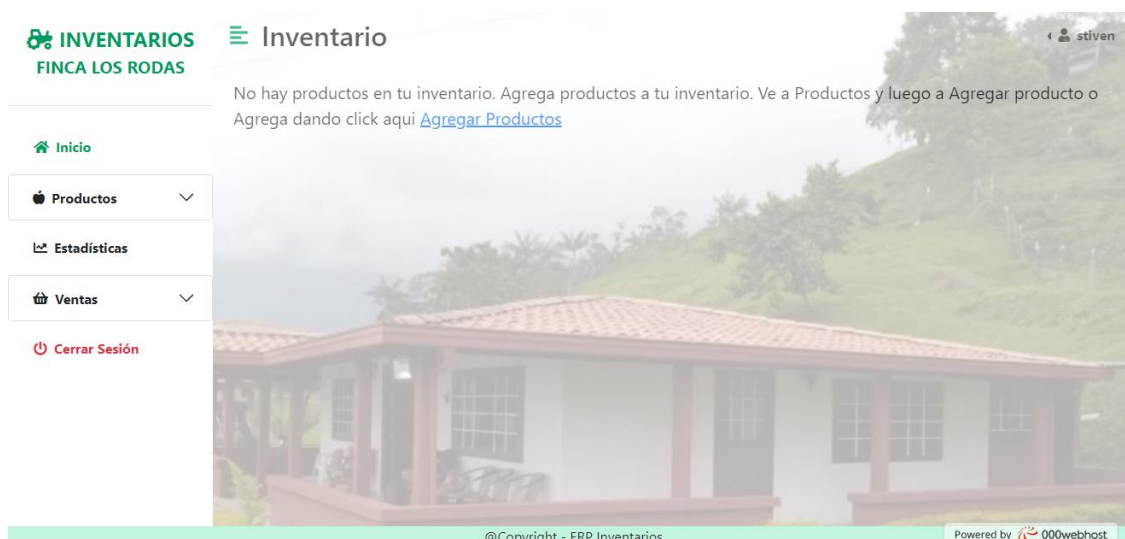 INVENTARIOS
FINCA LOS RODAS
Inicio
Productos
Estadísticas
Ventas
Cerrar Sesión
Inventario
stiven
No hay productos en tu inventario. Agrega productos a tu inventario. Ve a Productos y luego a Agregar producto o
Agrega dando click aqui Agregar Productos
@Copyright - ERP Inventarios
Powered by 000webhost